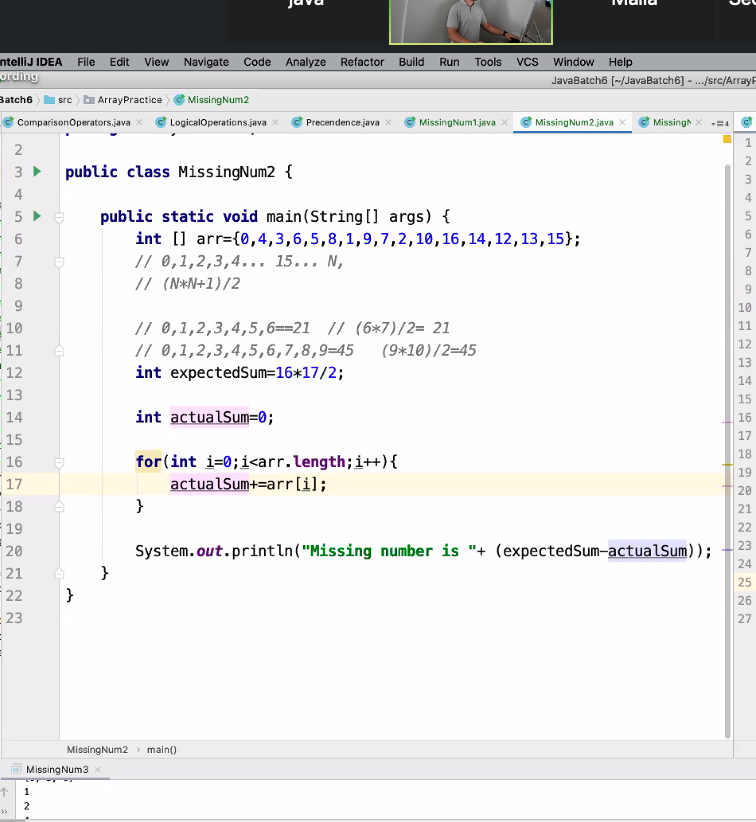 java
Malia
IntelliJ IDEA File Edit View Navigate Code Analyze Refactor Build Run Tools VCS Window Help
ording
JavaBatch6 [~/JavaBatch6] - .../src/ArrayP
Batch6 src ArrayPractice MissingNum2
ComparisonOperators.java LogicalOperations.java Precendence.java MissingNum1.java MissingNum2.java MissingN
2
3 public class MissingNum2 {
4
5 public static void main(String[] args) {
6 int [] arr={0,4,3,6,5,8,1,9,7,2,10,16,14,12,13,15};
7 // 0,1,2,3,4... 15... N,
8 // (N*N+1)/2
9
10 // 0,1,2,3,4,5,6==21 // (6*7)/2= 21
11 // 0,1,2,3,4,5,6,7,8,9=45 (9*10)/2=45
12 int expectedSum=16*17/2;
13
14 int actualSum=0;
15
16 for(int i=0;i<arr.length;i++){
17 actualSum+=arr[i];
18 }
19
20 System.out.println("Missing number is "+ (expectedSum-actualSum));
21 }
22 }
23
1
2
3
4
5
6
7
8
9
10
11
12
13
14
15
16
17
18
19
20
21
22
23
24
25
26
27
MissingNum2 › main()
MissingNum3
1
2